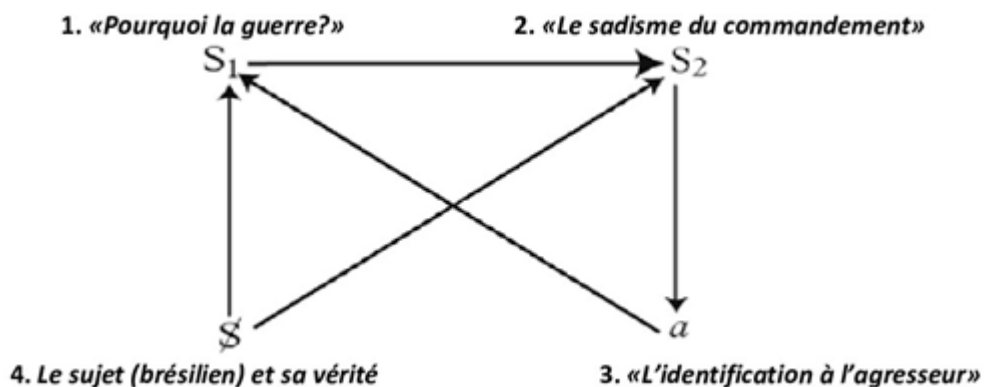 1. «Pourquoi la guerre?» 2. «Le sadisme du commandement»
S₁ S₂
$ a
4. Le sujet (brésilien) et sa vérité 3. «L'identification à l'agresseur»